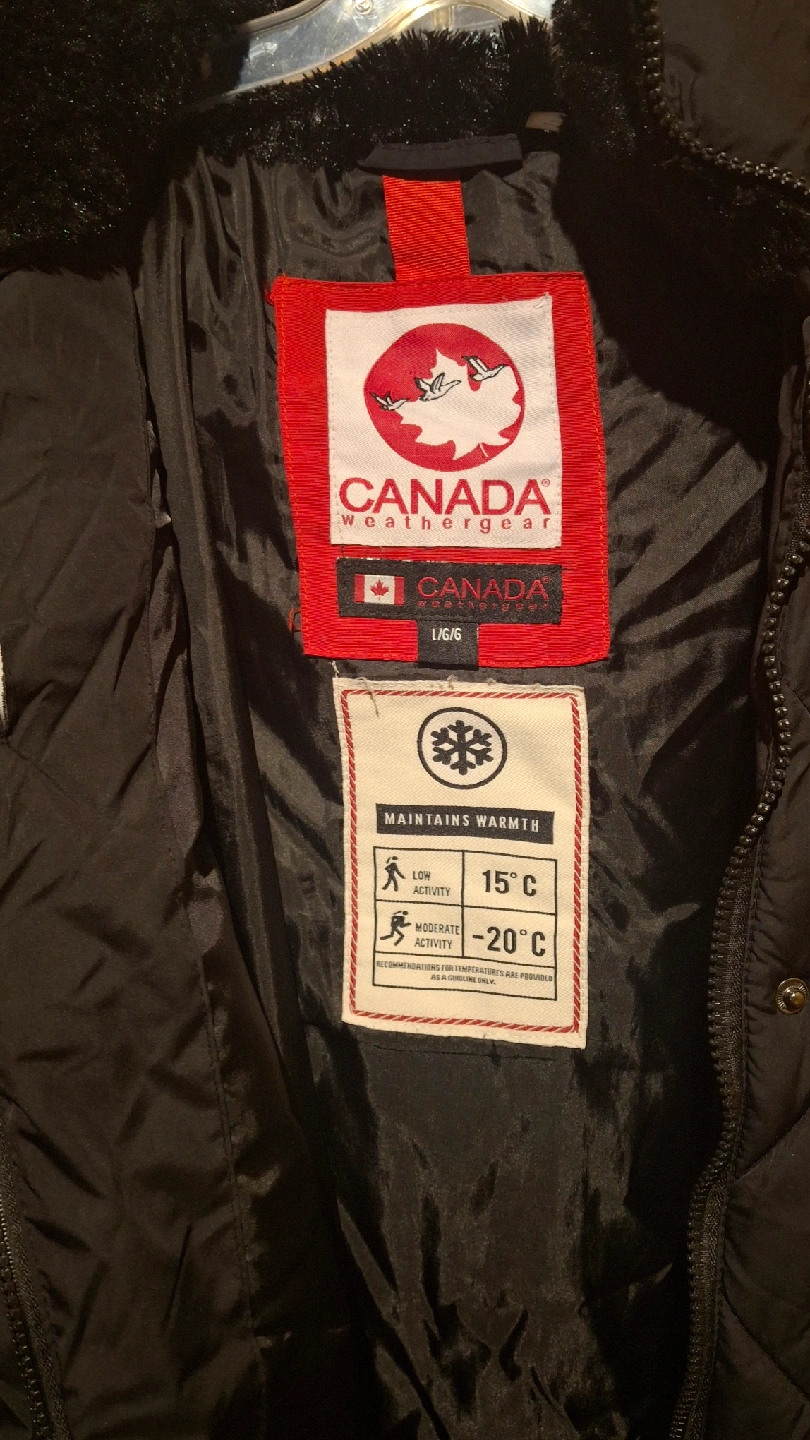 CANADA®
weathergear
CANADA®
weathergear
L/G/G
MAINTAINS WARMTH
LOW
ACTIVITY
15°C
MODERATE
ACTIVITY
-20°C
RECOMMENDATIONS FOR TEMPERATURES ARE PROVIDED
AS A GUIDLINE ONLY.